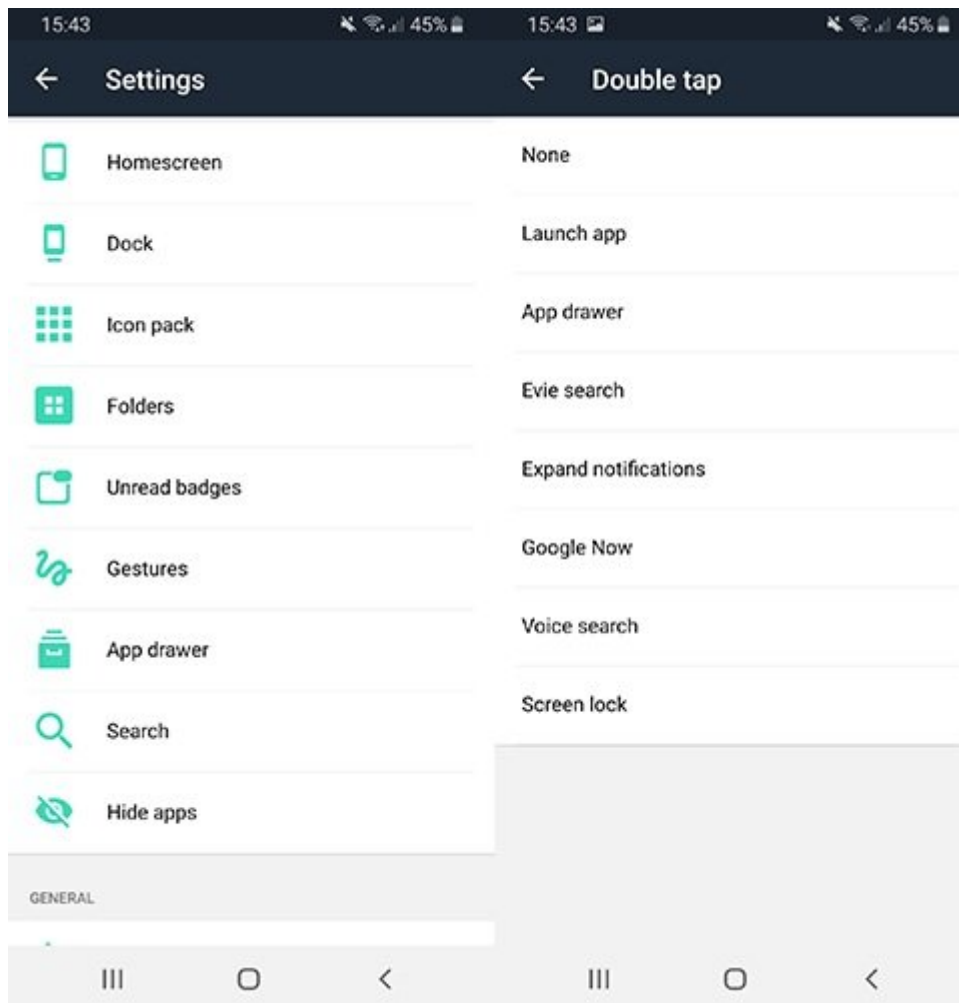 15:43 45%
Settings
Homescreen
Dock
Icon pack
Folders
Unread badges
Gestures
App drawer
Search
Hide apps
GENERAL
15:43 45%
Double tap
None
Launch app
App drawer
Evie search
Expand notifications
Google Now
Voice search
Screen lock